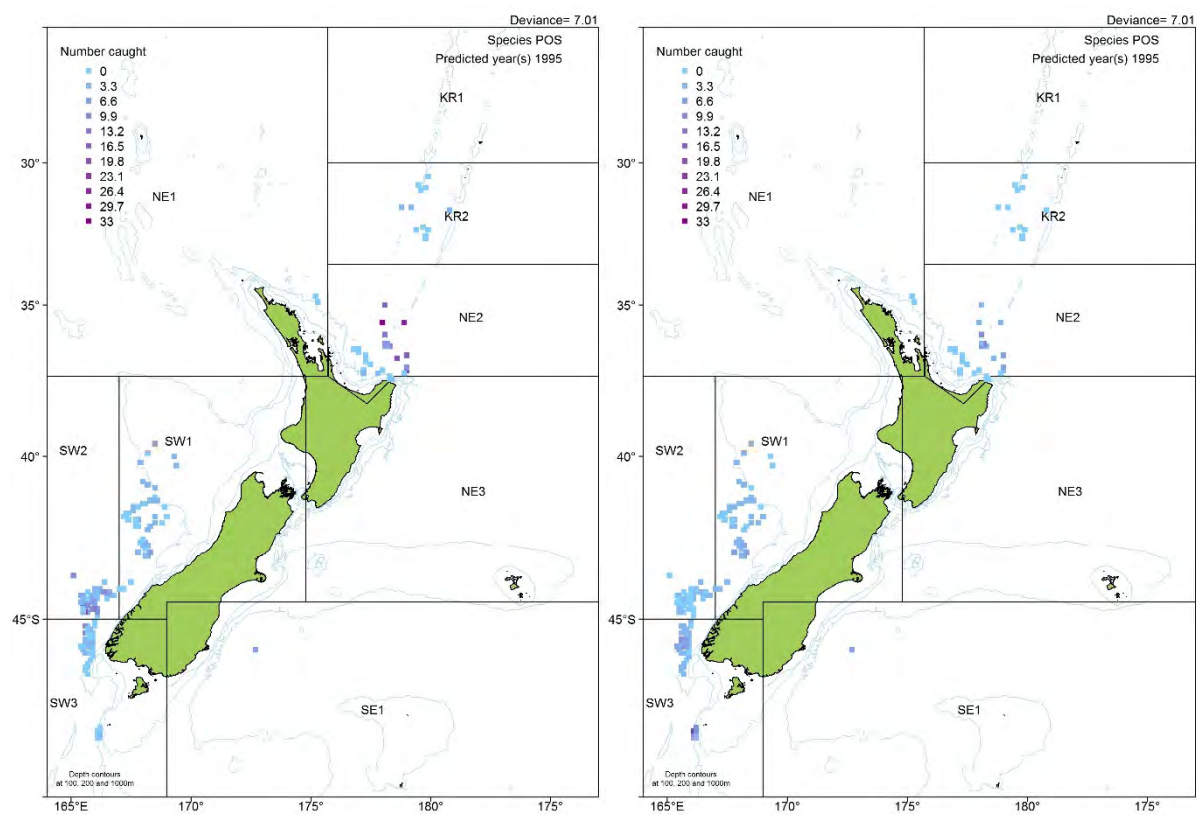 Deviance= 7.01
Species POS
Predicted year(s) 1995
Number caught
0
3.3
6.6
9.9
13.2
16.5
19.8
23.1
26.4
29.7
33
KR1
30°
NE1
KR2
35°
NE2
SW2
SW1
40°
NE3
45°S
SW3
SE1
Depth contours
at 100, 200 and 1000m
165°E
170°
175°
180°
175°
Deviance= 7.01
Species POS
Predicted year(s) 1995
Number caught
0
3.3
6.6
9.9
13.2
16.5
19.8
23.1
26.4
29.7
33
KR1
30°
NE1
KR2
35°
NE2
SW2
SW1
40°
NE3
45°S
SW3
SE1
Depth contours
at 100, 200 and 1000m
165°E
170°
175°
180°
175°